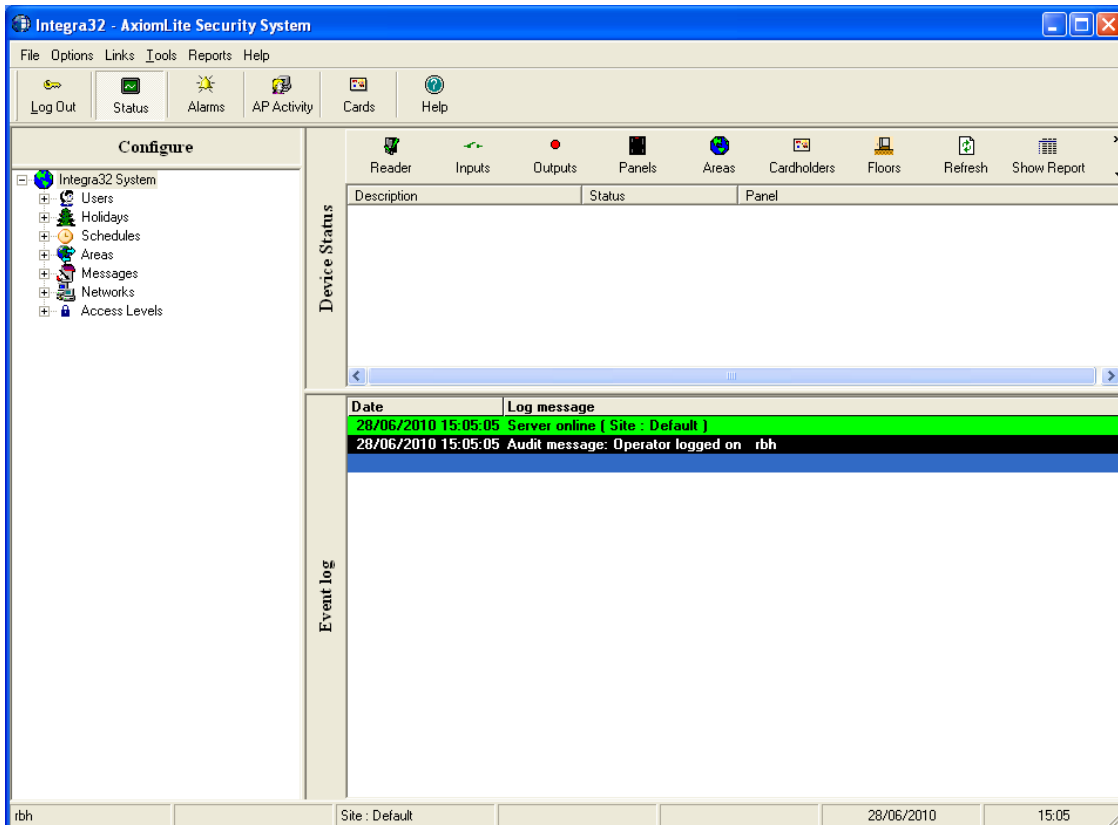 Integra32 - AxiomLite Security System
File Options Links Tools Reports Help
Log Out Status Alarms AP Activity Cards Help
Configure
Integra32 System
Users
Holidays
Schedules
Areas
Messages
Networks
Access Levels
Device Status
Reader Inputs Outputs Panels Areas Cardholders Floors Refresh Show Report
Description Status Panel
Event log
Date Log message
28/06/2010 15:05:05 Server online ( Site : Default )
28/06/2010 15:05:05 Audit message: Operator logged on rbh
rbh Site : Default 28/06/2010 15:05